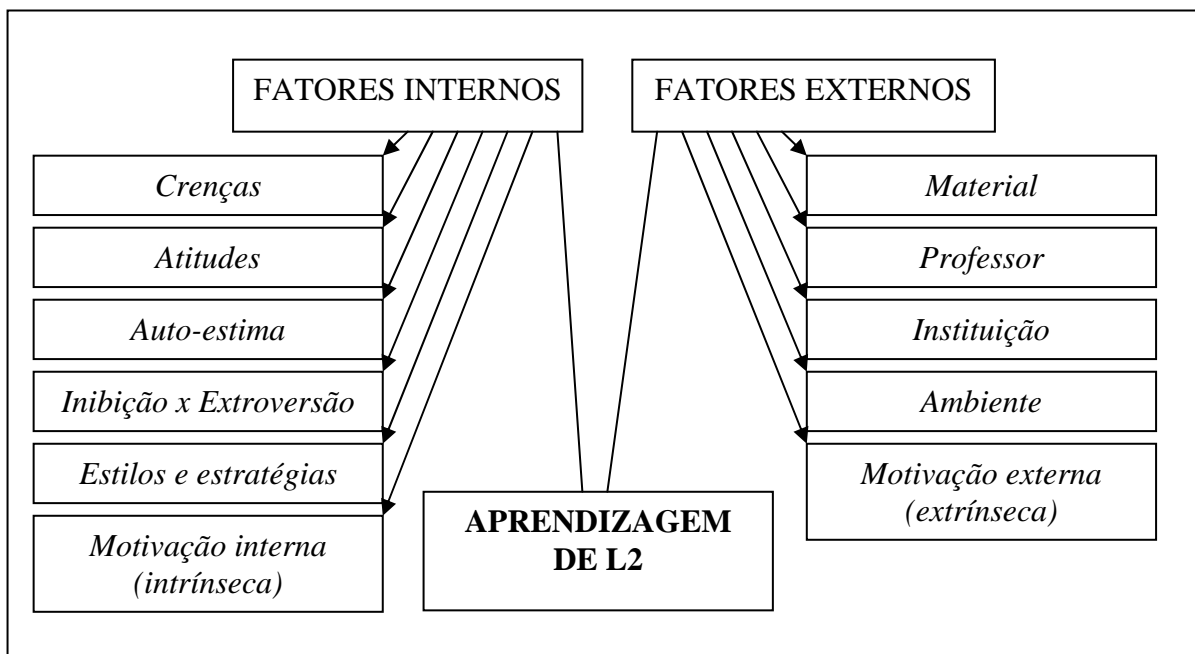 FATORES INTERNOS
FATORES EXTERNOS
Crenças
Atitudes
Auto-estima
Inibição x Extroversão
Estilos e estratégias
Motivação interna
(intrínseca)
APRENDIZAGEM
DE L2
Material
Professor
Instituição
Ambiente
Motivação externa
(extrínseca)